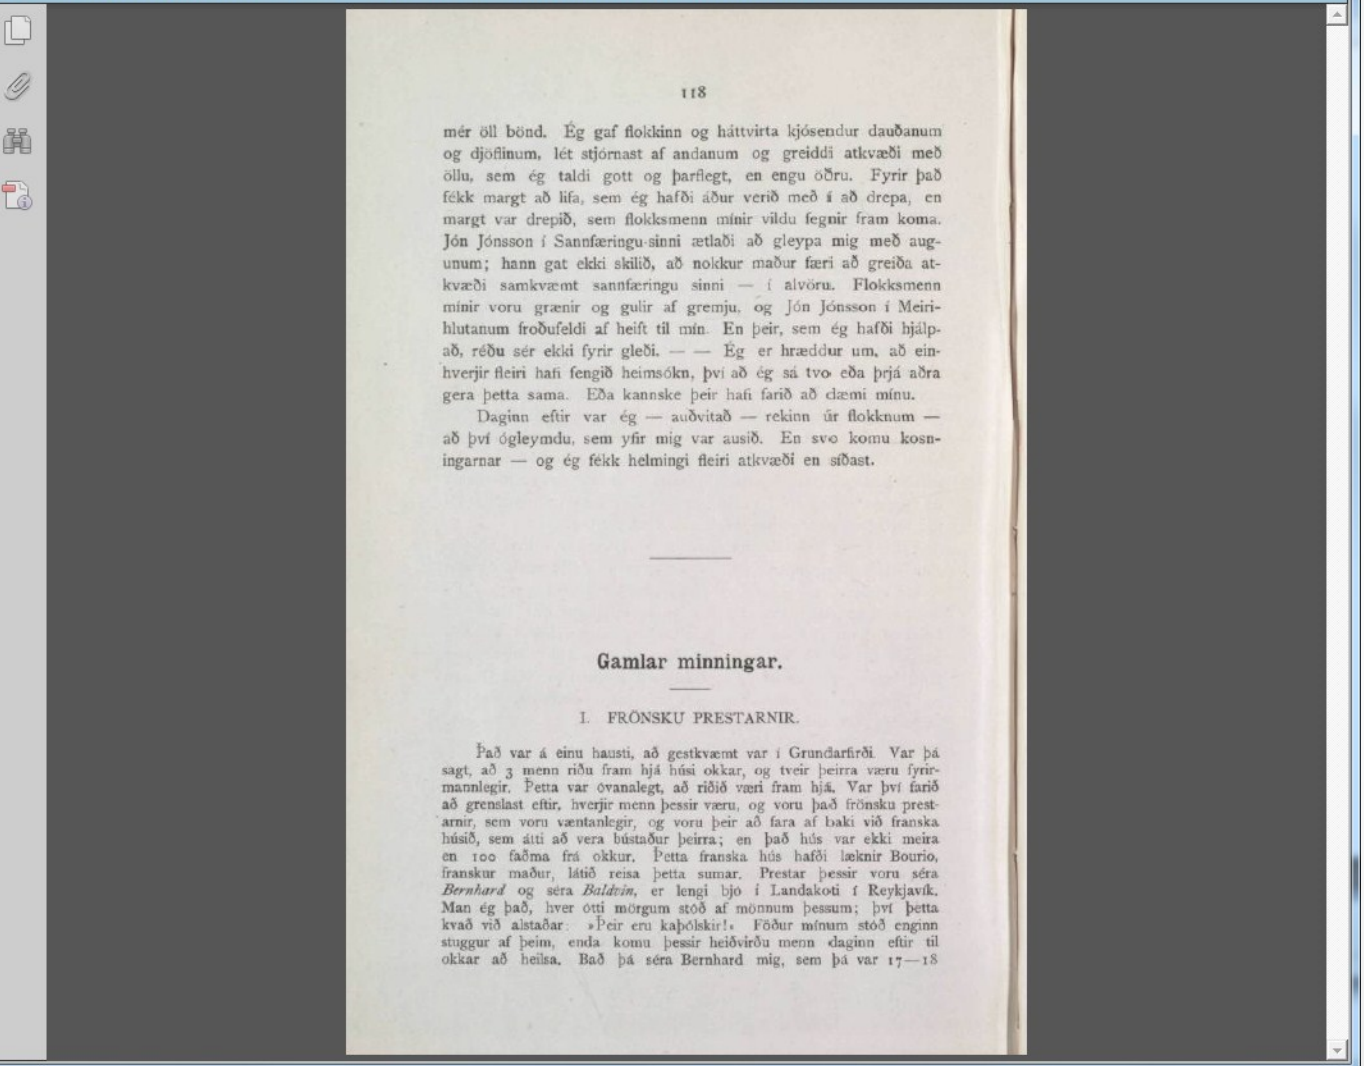 118
mér öll bönd. Ég gaf flokkinn og háttvirta kjósendur dauðanum
og djöflinum, lét stjórnast af andanum og greiddi atkvæði með
öllu, sem ég taldi gott og þarflegt, en engu öðru. Fyrir það
fékk margt að lifa, sem ég hafði áður verið með í að drepa, en
margt var drepið, sem flokksmenn mínir vildu fegnir fram koma.
Jón Jónsson í Sannfæringu-sinni ætlaði að gleypa mig með aug-
unum; hann gat ekki skilið, að nokkur maður færi að greiða at-
kvæði samkvæmt sannfæringu sinni — í alvöru. Flokksmenn
mínir voru grænir og gulir af gremju, og Jón Jónsson í Meiri-
hlutanum froðufeldi af heift til mín. En þeir, sem ég hafði hjálp-
að, réðu sér ekki fyrir gleði. — — Ég er hræddur um, að ein-
hverjir fleiri hafi fengið heimsókn, því að ég sá tvo eða þrjá aðra
gera þetta sama. Eða kannske þeir hafi farið að dæmi mínu.
Daginn eftir var ég — auðvitað — rekinn úr flokknum —
að því ógleymdu, sem yfir mig var ausið. En svo komu kosn-
ingarnar — og ég fékk helmingi fleiri atkvæði en síðast.
Gamlar minningar.
I. FRÖNSKU PRESTARNIR.
Það var á einu hausti, að gestkvæmt var í Grundarfirði. Var þá
sagt, að 3 menn riðu fram hjá húsi okkar, og tveir þeirra væru fyrir-
mannlegir. Þetta var óvanalegt, að riðið væri fram hjá. Var því farið
að grenslast eftir, hverjir menn þessir væru, og voru það frönsku prest-
arnir, sem voru væntanlegir, og voru þeir að fara af baki við franska
húsið, sem átti að vera bústaður þeirra; en það hús var ekki meira
en 100 faðma frá okkur. Þetta franska hús hafði læknir Bourio,
franskur maður, látið reisa þetta sumar. Prestar þessir voru séra
Bernhard og séra Baldvin, er lengi bjó í Landakoti í Reykjavík.
Man ég það, hver ótti mörgum stóð af mönnum þessum; því þetta
kvað við alstaðar: »Þeir eru kaþólskir!« Föður mínum stóð enginn
stuggur af þeim, enda komu þessir heiðvirðu menn daginn eftir til
okkar að heilsa. Bað þá séra Bernhard mig, sem þá var 17—18